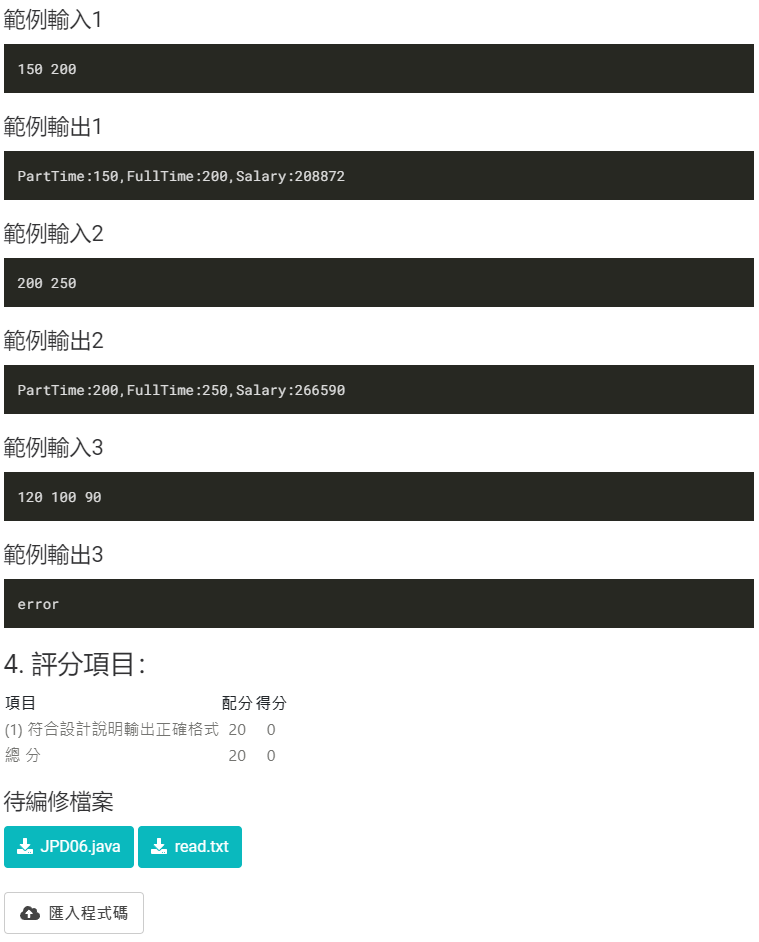 範例輸入1
150 200
範例輸出1
PartTime:150,FullTime:200,Salary:208872
範例輸入2
200 250
範例輸出2
PartTime:200,FullTime:250,Salary:266590
範例輸入3
120 100 90
範例輸出3
error
4. 評分項目：
項目 配分 得分
(1) 符合設計說明輸出正確格式 20 0
總 分 20 0
待編修檔案
JPD06.java read.txt
匯入程式碼